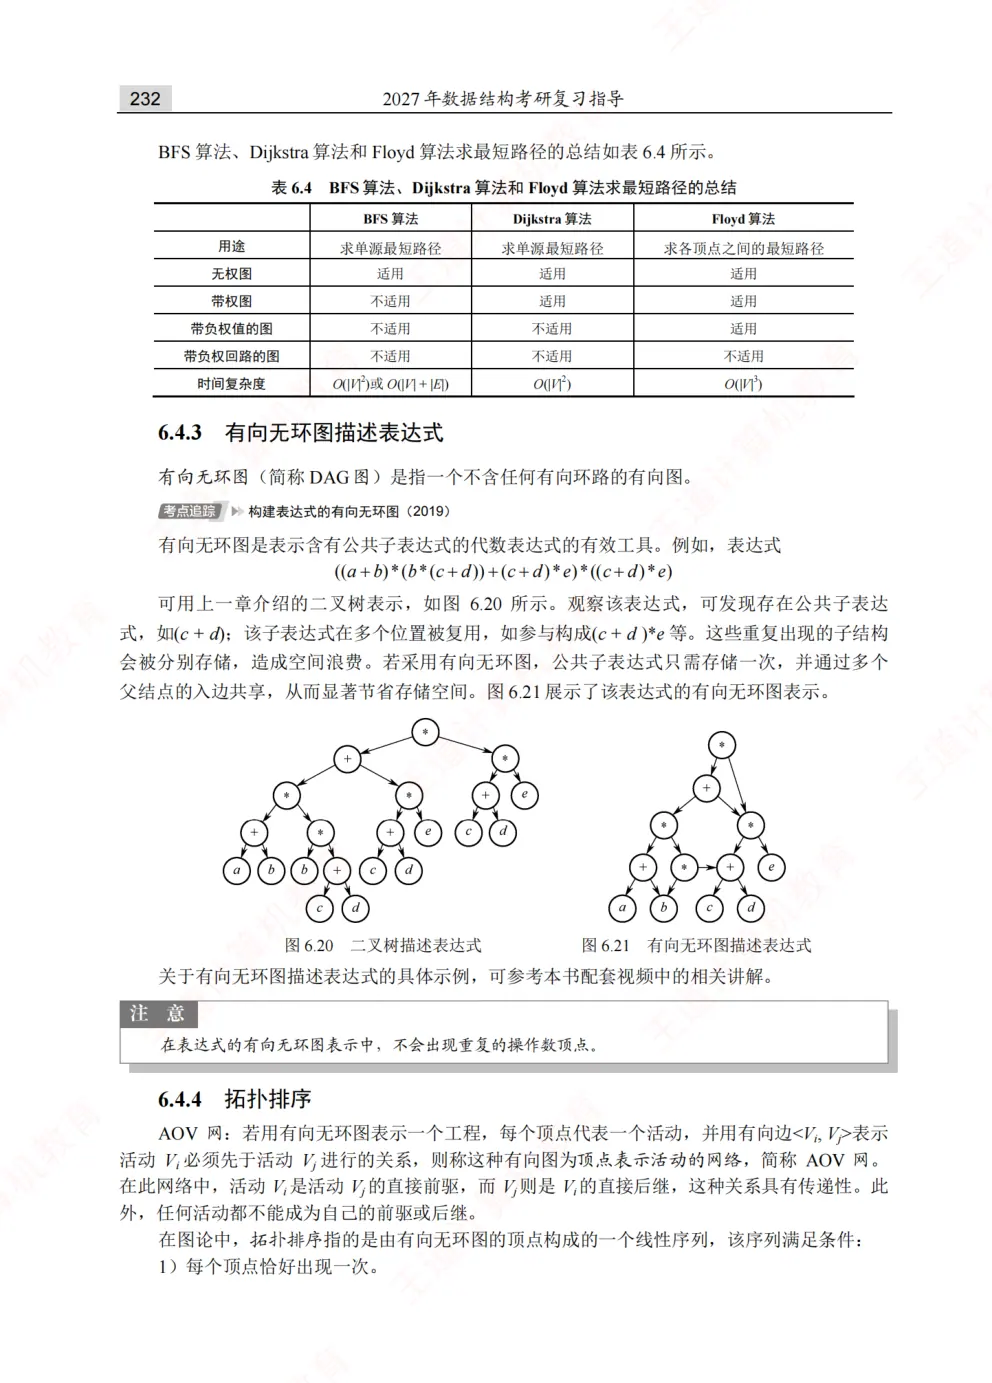 232
2027年数据结构考研复习指导
BFS 算法、Dijkstra 算法和 Floyd 算法求最短路径的总结如表 6.4 所示。
表 6.4 BFS 算法、Dijkstra 算法和 Floyd 算法求最短路径的总结
BFS 算法 Dijkstra 算法 Floyd 算法
用途 求单源最短路径 求单源最短路径 求各顶点之间的最短路径
无权图 适用 适用 适用
带权图 不适用 适用 适用
带负权值的图 不适用 不适用 适用
带负权回路的图 不适用 不适用 不适用
时间复杂度 O(|V|²)或 O(|V| + |E|) O(|V|²) O(|V|³)
6.4.3 有向无环图描述表达式
有向无环图（简称 DAG 图）是指一个不含任何有向环路的有向图。
考点追踪 构建表达式的有向无环图（2019）
有向无环图是表示含有公共子表达式的代数表达式的有效工具。例如，表达式
((a+b)*(b*(c+d))+(c+d)*e)*((c+d)*e)
可用上一章介绍的二叉树表示，如图 6.20 所示。观察该表达式，可发现存在公共子表达
式，如(c + d)；该子表达式在多个位置被复用，如参与构成(c + d )*e 等。这些重复出现的子结构
会被分别存储，造成空间浪费。若采用有向无环图，公共子表达式只需存储一次，并通过多个
父结点的入边共享，从而显著节省存储空间。图 6.21 展示了该表达式的有向无环图表示。
*
+ *
* * + e
+ * + e c d
a b b + c d
c d
图 6.20 二叉树描述表达式
*
+
* *
+ * + e
a b c d
图 6.21 有向无环图描述表达式
关于有向无环图描述表达式的具体示例，可参考本书配套视频中的相关讲解。
注 意
在表达式的有向无环图表示中，不会出现重复的操作数顶点。
6.4.4 拓扑排序
AOV 网：若用有向无环图表示一个工程，每个顶点代表一个活动，并用有向边<Vi, Vj>表示
活动 Vi 必须先于活动 Vj 进行的关系，则称这种有向图为顶点表示活动的网络，简称 AOV 网。
在此网络中，活动 Vi 是活动 Vj 的直接前驱，而 Vj 则是 Vi 的直接后继，这种关系具有传递性。此
外，任何活动都不能成为自己的前驱或后继。
在图论中，拓扑排序指的是由有向无环图的顶点构成的一个线性序列，该序列满足条件：
1）每个顶点恰好出现一次。